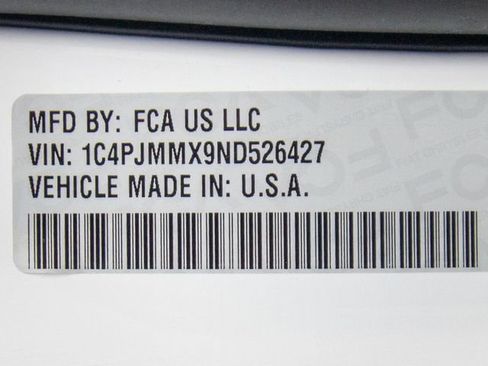 MFD BY: FCA US LLC
VIN: 1C4PJMMX9ND526427
VEHICLE MADE IN: U.S.A.